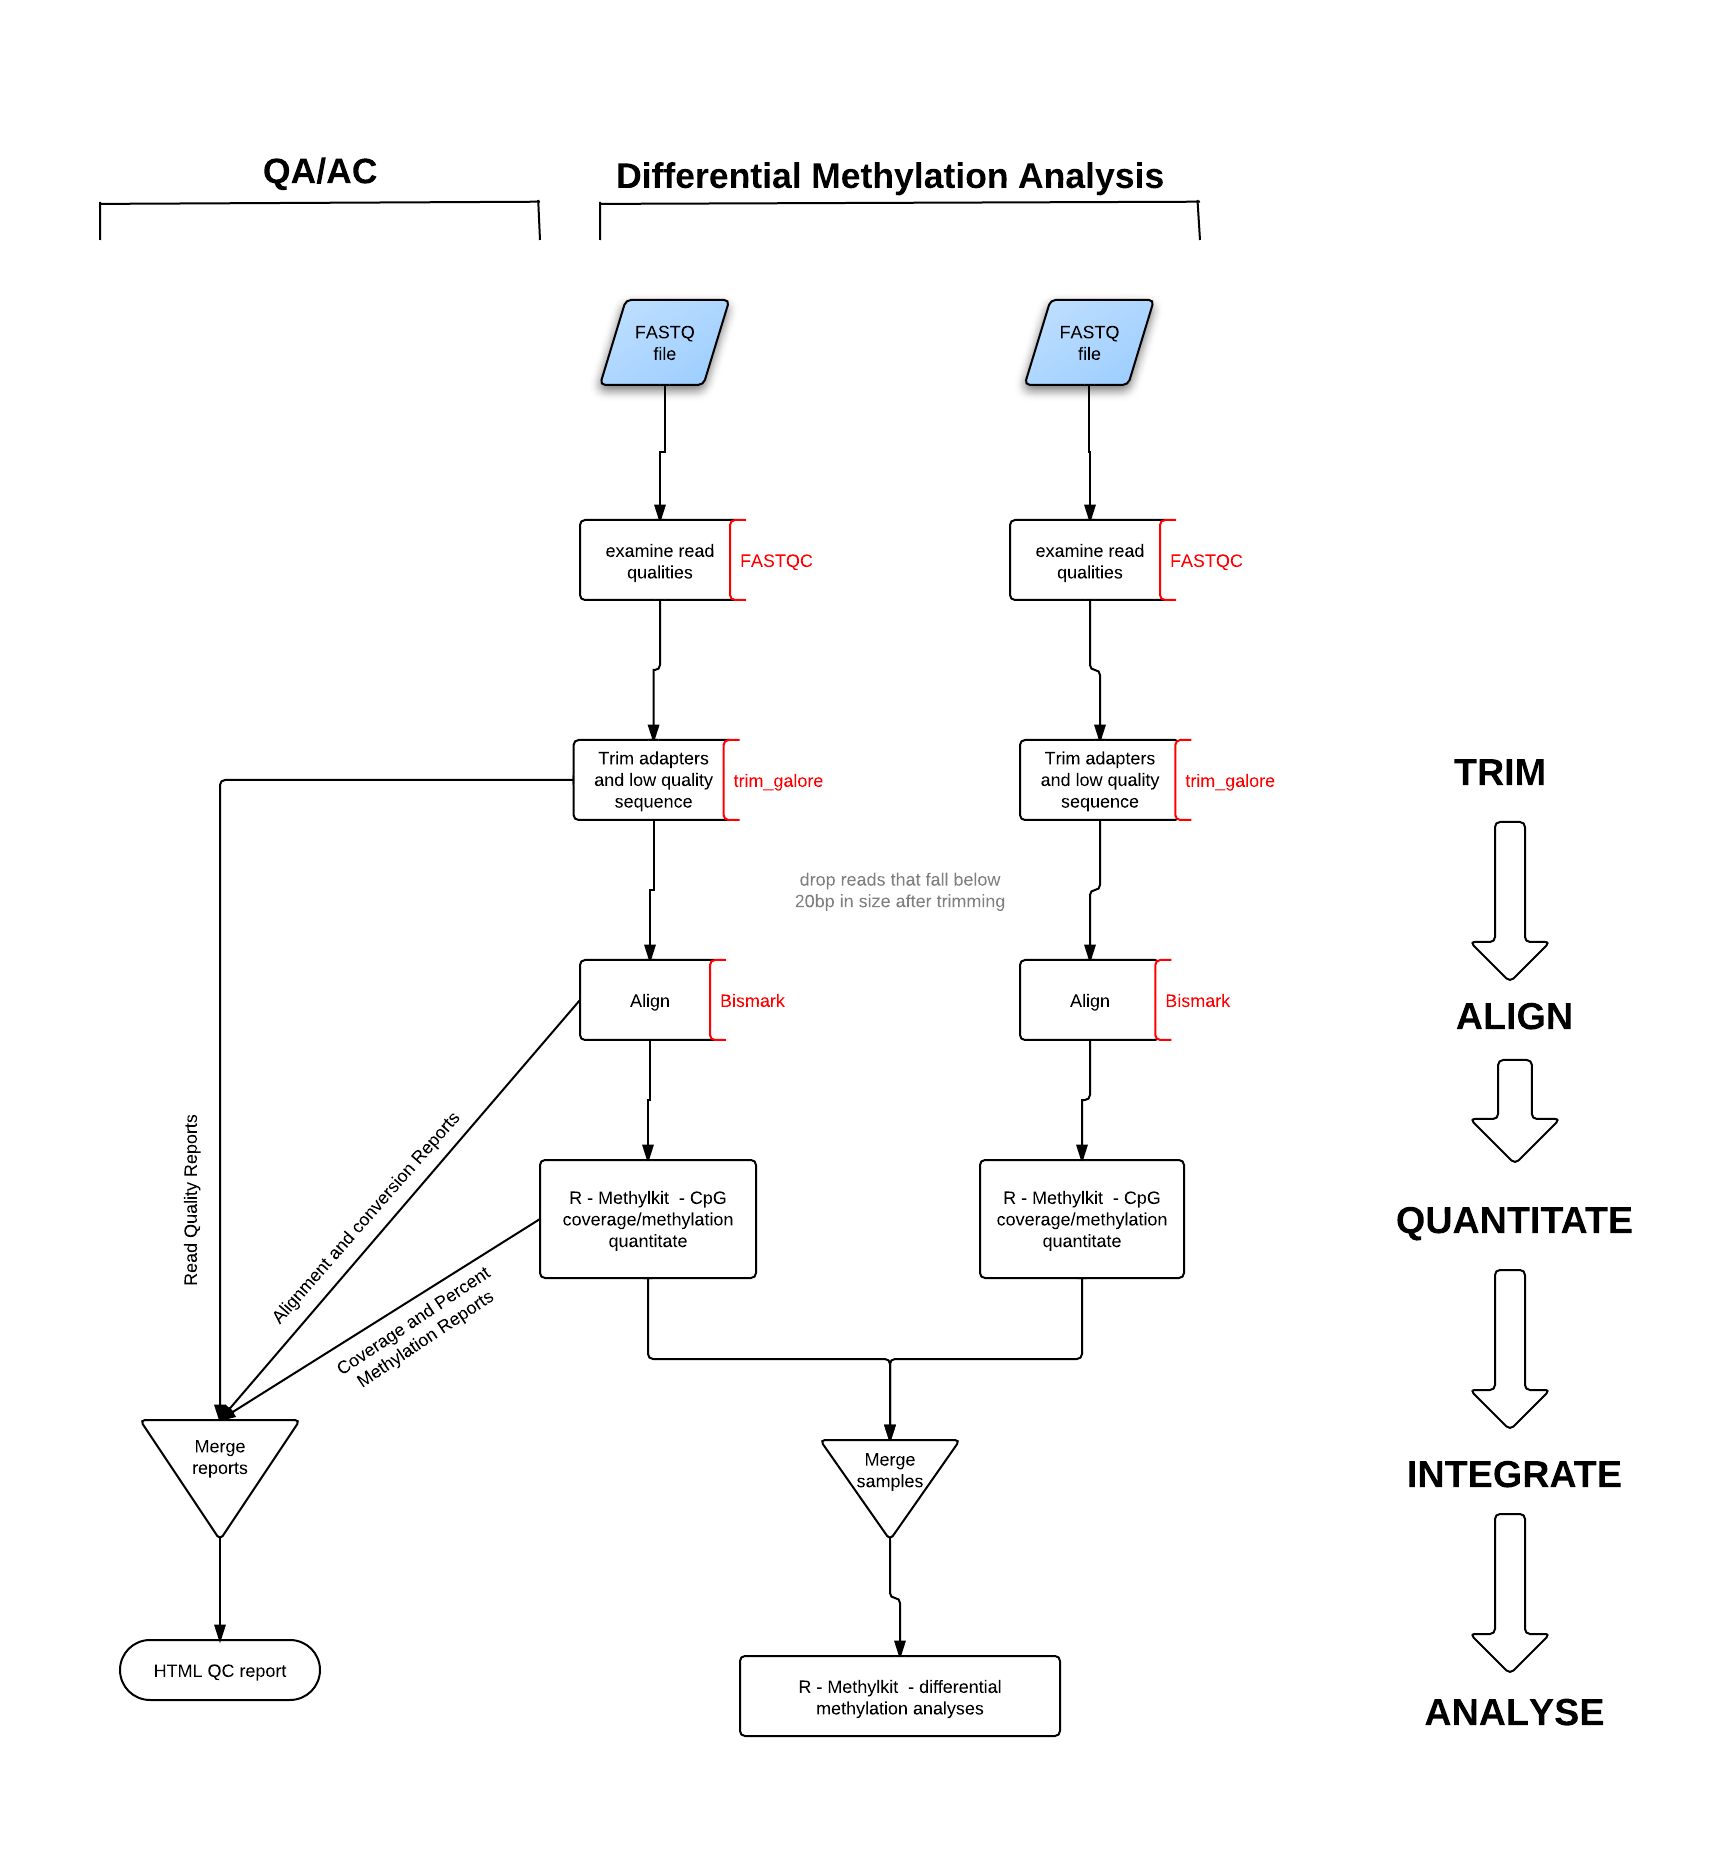 QA/AC
Differential Methylation Analysis
FASTQ
file
FASTQ
file
examine read
qualities
FASTQC
examine read
qualities
FASTQC
Trim adapters
and low quality
sequence
trim_galore
Trim adapters
and low quality
sequence
trim_galore
TRIM
drop reads that fall below
20bp in size after trimming
Align
Bismark
Align
Bismark
ALIGN
Read Quality Reports
Alignment and conversion Reports
Coverage and Percent
Methylation Reports
R - Methylkit - CpG
coverage/methylation
quantitate
R - Methylkit - CpG
coverage/methylation
quantitate
QUANTITATE
Merge
reports
Merge
samples
INTEGRATE
HTML QC report
R - Methylkit - differential
methylation analyses
ANALYSE